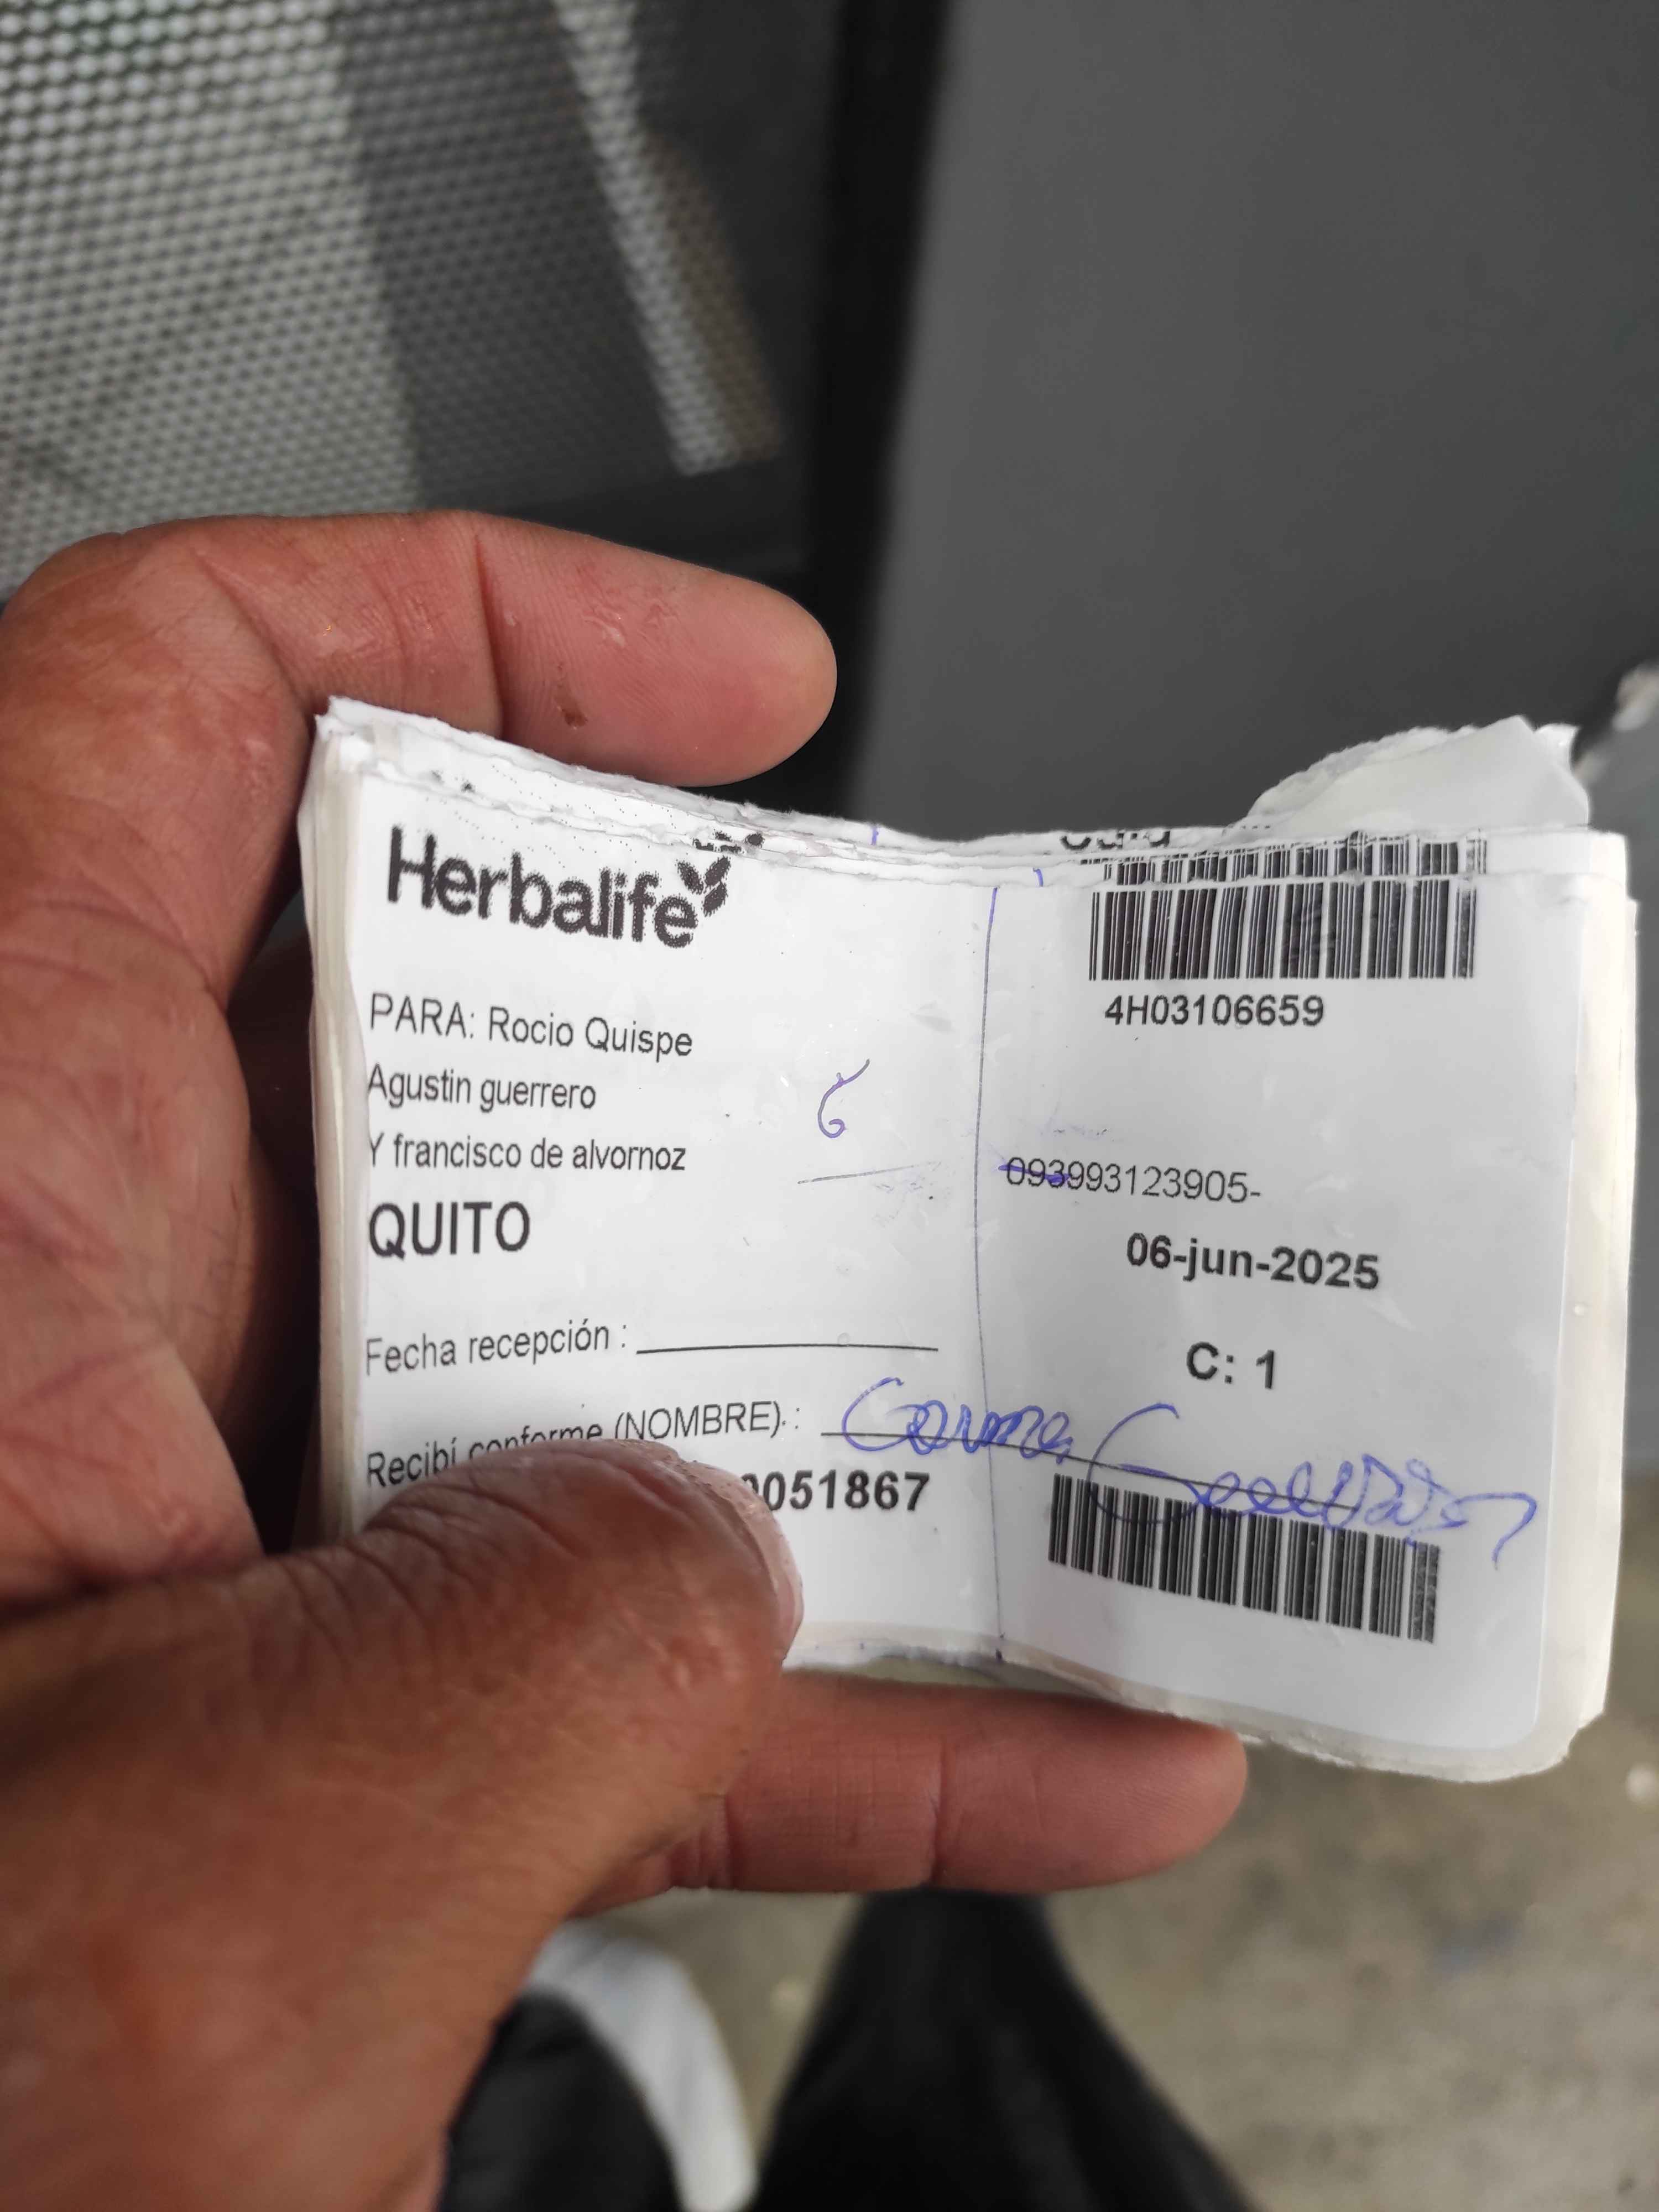 Herbalife
4H03106659
PARA: Rocio Quispe
Agustin guerrero
6
Y francisco de alvornoz
093993123905-
QUITO
06-jun-2025
Fecha recepción :
C: 1
Recibí conforme (NOMBRE) :
051867